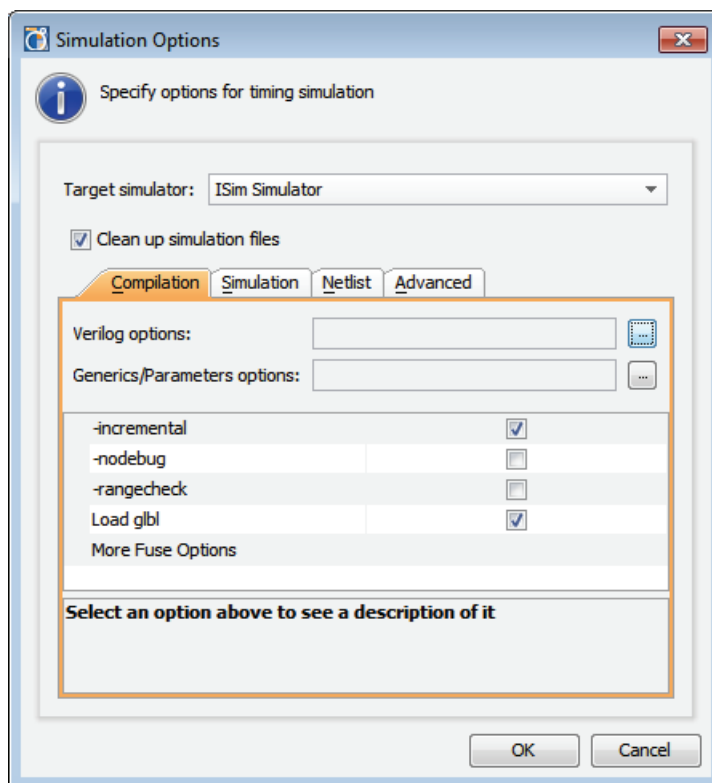 Simulation Options
Specify options for timing simulation
Target simulator: ISim Simulator
Clean up simulation files
Compilation Simulation Netlist Advanced
Verilog options: ...
Generics/Parameters options: ...
-incremental
-nodebug
-rangecheck
Load glbl
More Fuse Options
Select an option above to see a description of it
OK Cancel